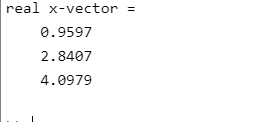 real x-vector =
0.9597
2.8407
4.0979